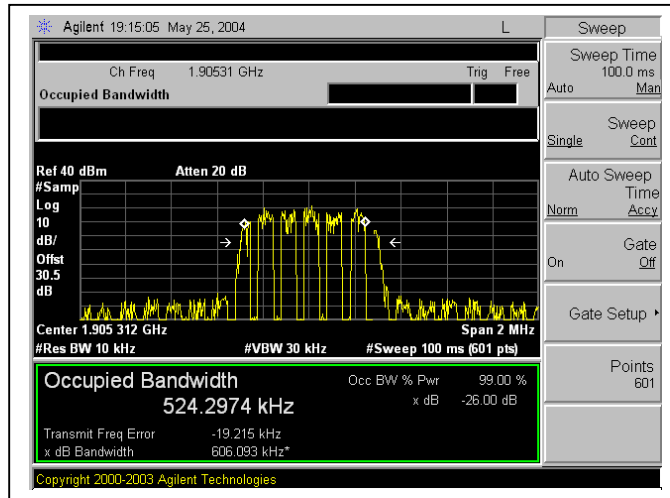 Agilent 19:15:05 May 25, 2004 L
Ch Freq 1.90531 GHz Trig Free
Occupied Bandwidth
Ref 40 dBm Atten 20 dB
#Samp
Log
10
dB/
Offst
30.5
dB
Center 1.905 312 GHz Span 2 MHz
#Res BW 10 kHz #VBW 30 kHz #Sweep 100 ms (601 pts)
Occupied Bandwidth Occ BW % Pwr 99.00 %
524.2974 kHz x dB -26.00 dB
Transmit Freq Error -19.215 kHz
x dB Bandwidth 606.093 kHz*
Copyright 2000-2003 Agilent Technologies
Sweep
Sweep Time
100.0 ms
Auto Man
Sweep
Single Cont
Auto Sweep
Time
Norm Accy
Gate
On Off
Gate Setup
Points
601